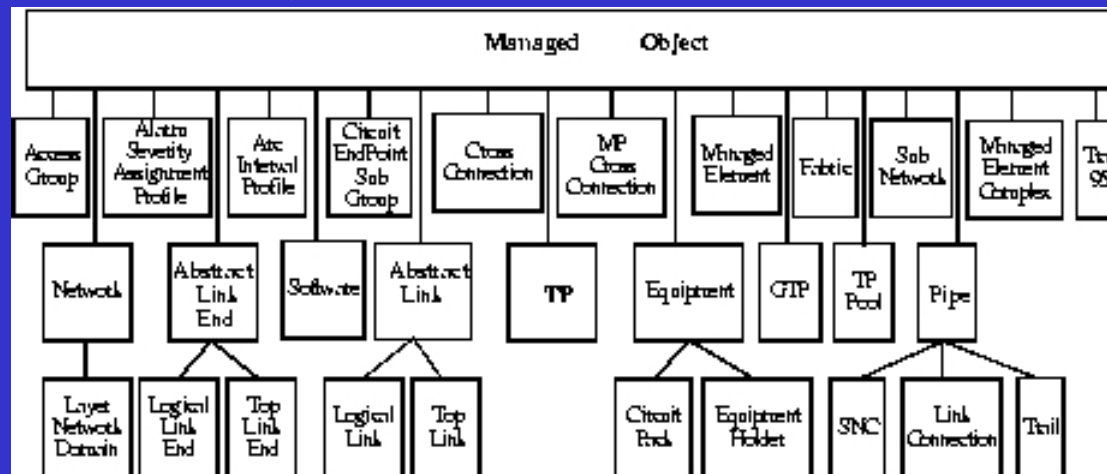 Managed Object
Access
Group
Alarm
Severity
Assignment
Profile
Arc
Interval
Profile
Circuit
EndPoint
Sub
Group
Cross
Connection
MP
Cross
Connection
Managed
Element
Fabric
Sub
Network
Managed
Element
Complex
Network
Abstract
Link
End
Software
Abstract
Link
TP
Equipment
GTP
TP
Pool
Pipe
Layer
Network
Domain
Logical
Link
End
Top
Link
End
Logical
Link
Top
Link
Circuit
Pack
Equipment
Holder
SNC
Link
Connection
Trail